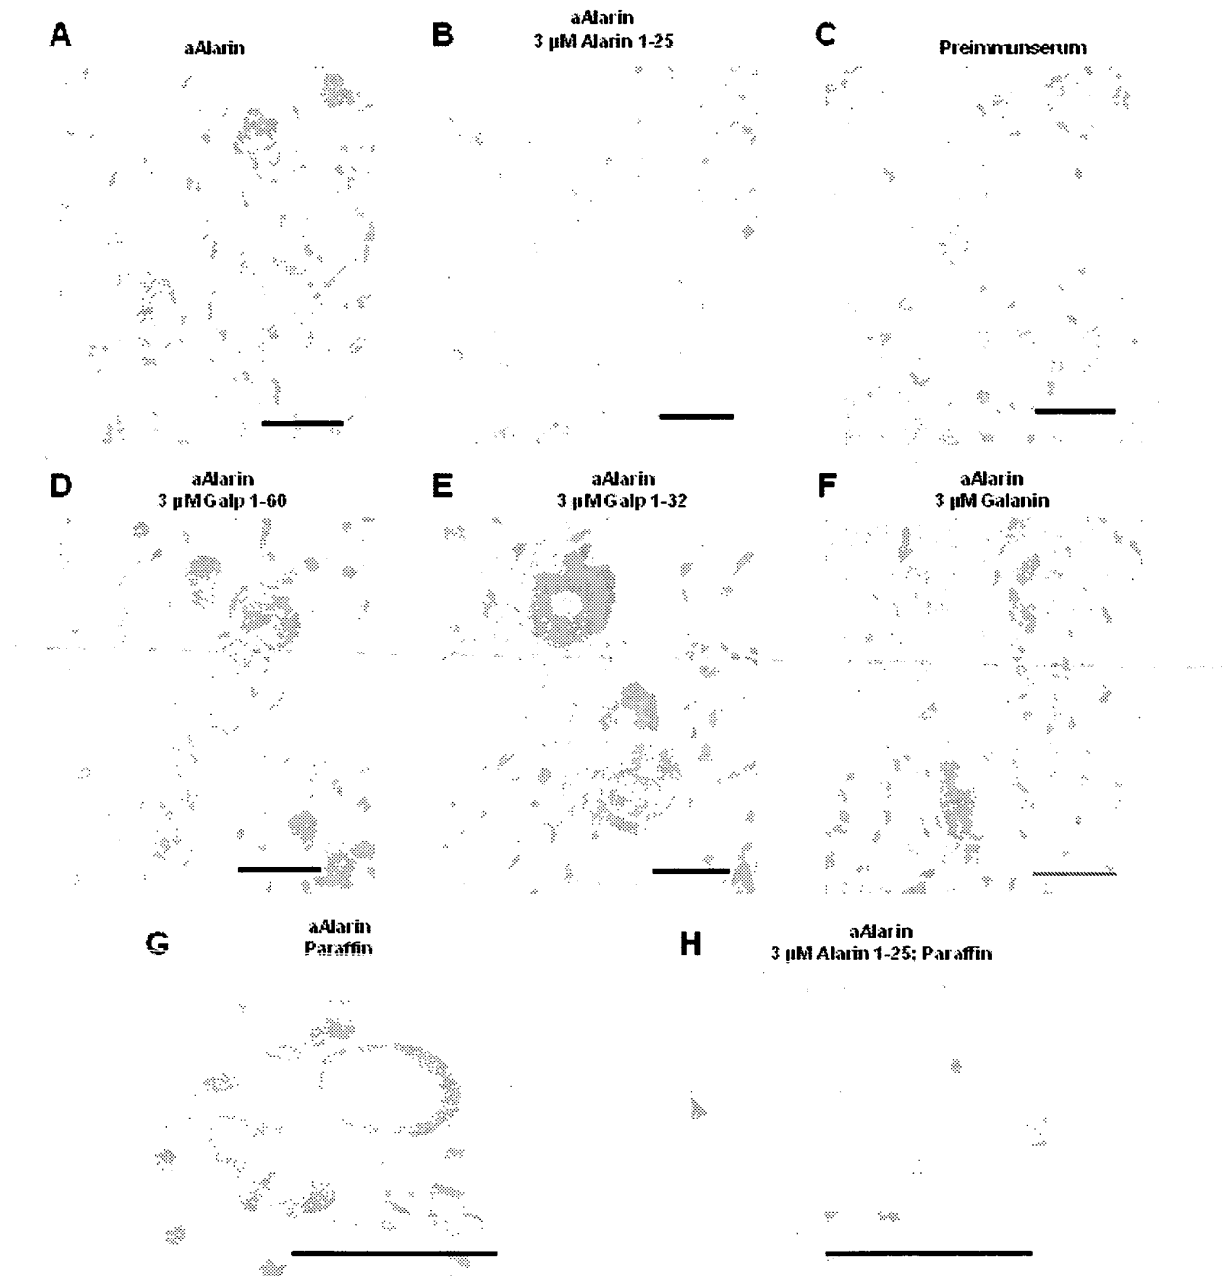 A
aAlarin
B
aAlarin
3 µM Alarin 1-25
C
Preimmunserum
D
aAlarin
3 µM Galp 1-60
E
aAlarin
3 µM Galp 1-32
F
aAlarin
3 µM Galanin
G
aAlarin
Paraffin
H
aAlarin
3 µM Alarin 1-25; Paraffin